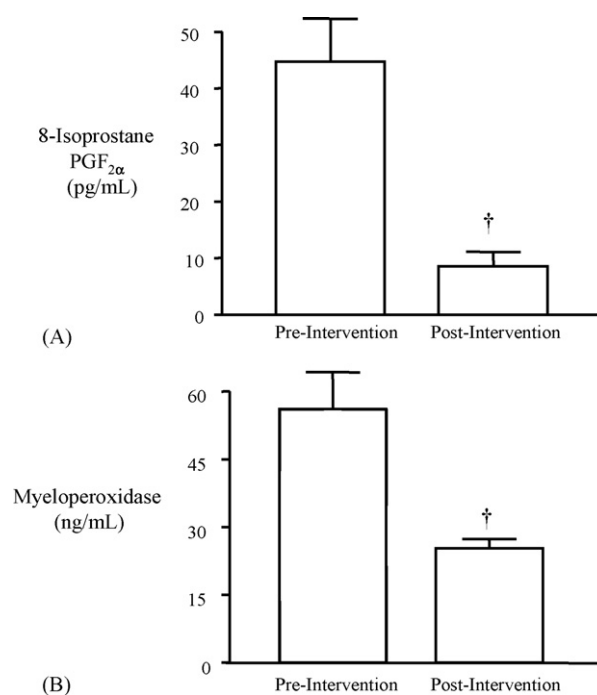 50
40
8-Isoprostane
PGF2α
(pg/mL)
30
20
†
10
0
Pre-Intervention Post-Intervention
(A)
60
45
Myeloperoxidase
(ng/mL)
30
†
15
0
Pre-Intervention Post-Intervention
(B)